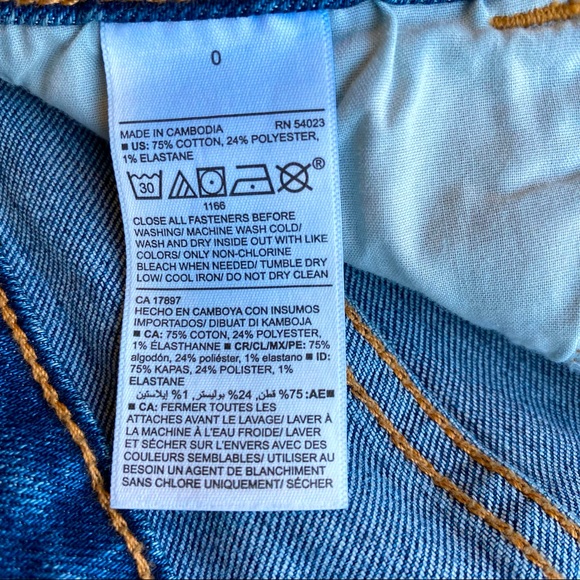 0
MADE IN CAMBODIA RN 54023
■ US: 75% COTTON, 24% POLYESTER,
1% ELASTANE
30 ®
1166
CLOSE ALL FASTENERS BEFORE
WASHING/ MACHINE WASH COLD/
WASH AND DRY INSIDE OUT WITH LIKE
COLORS/ ONLY NON-CHLORINE
BLEACH WHEN NEEDED/ TUMBLE DRY
LOW/ COOL IRON/ DO NOT DRY CLEAN
CA 17897
HECHO EN CAMBOYA CON INSUMOS
IMPORTADOS/ DIBUAT DI KAMBOJA
■ CA: 75% COTON, 24% POLYESTER,
1% ÉLASTHANNE ■ CR/CL/MX/PE: 75%
algodón, 24% poliéster, 1% elastano ■ ID:
75% KAPAS, 24% POLISTER, 1%
ELASTANE
■AE: 75% قطن, 24% بوليستر, 1% إيلاستين
■ CA: FERMER TOUTES LES
ATTACHES AVANT LE LAVAGE/ LAVER À
LA MACHINE À L'EAU FROIDE/ LAVER
ET SÉCHER SUR L'ENVERS AVEC DES
COULEURS SEMBLABLES/ UTILISER AU
BESOIN UN AGENT DE BLANCHIMENT
SANS CHLORE UNIQUEMENT/ SÉCHER